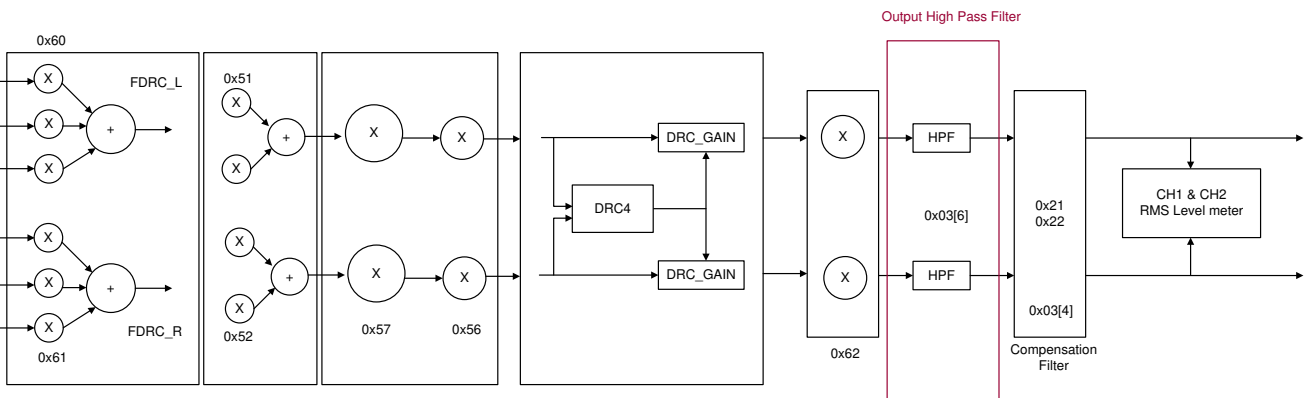 Output High Pass Filter
0x60
X
FDRC_L
X
+
X
X
X
+
X
FDRC_R
0x61
0x51
X
+
X
X
+
X
0x52
X
X
X
X
0x57
0x56
DRC_GAIN
DRC4
DRC_GAIN
X
X
0x62
HPF
0x03[6]
HPF
0x21
0x22
0x03[4]
Compensation
Filter
CH1 & CH2
RMS Level meter